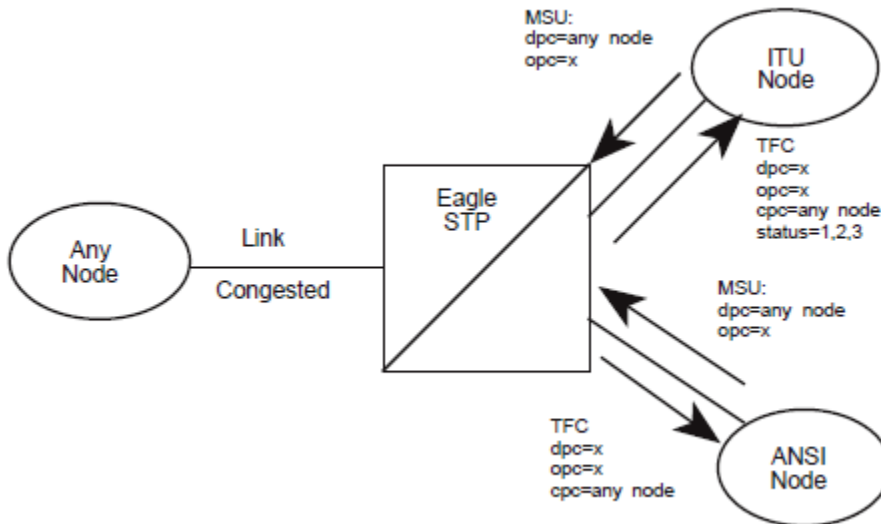 MSU:
dpc=any node
opc=x
ITU
Node
TFC
dpc=x
opc=x
cpc=any node
status=1,2,3
Eagle
STP
Any
Node
Link
Congested
MSU:
dpc=any node
opc=x
TFC
dpc=x
opc=x
cpc=any node
ANSI
Node